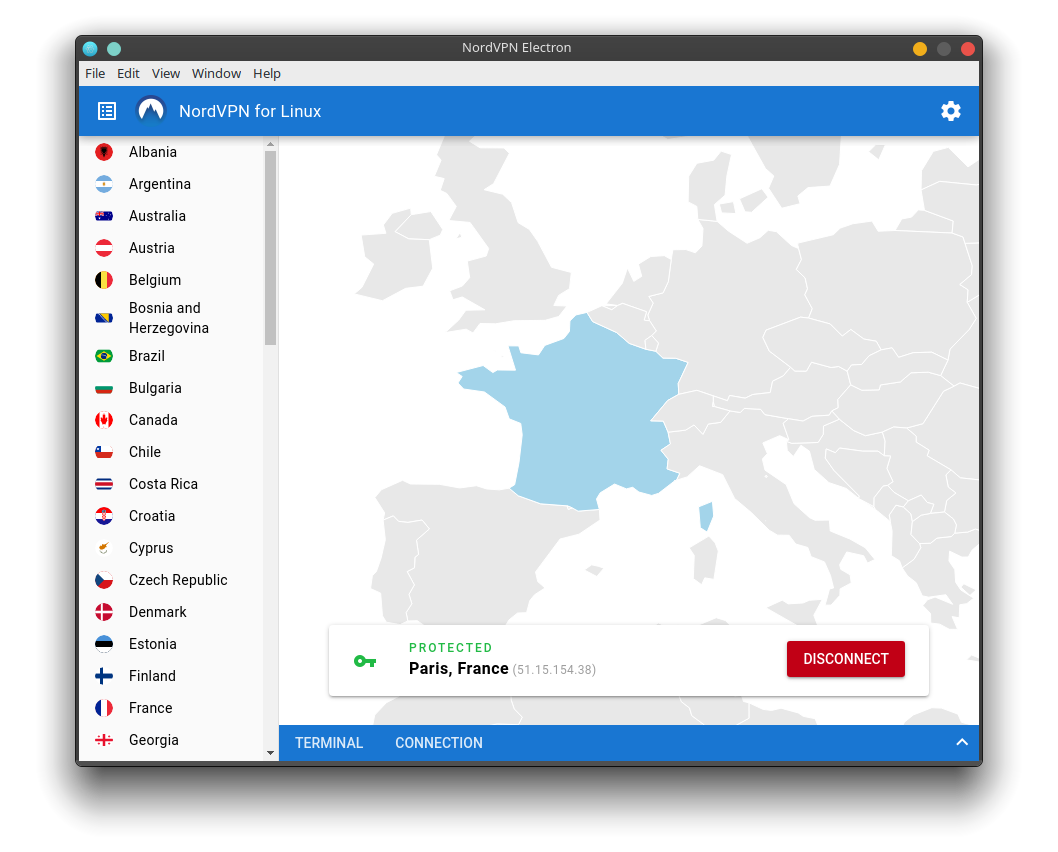 NordVPN Electron
File Edit View Window Help
NordVPN for Linux
Albania
Argentina
Australia
Austria
Belgium
Bosnia and
Herzegovina
Brazil
Bulgaria
Canada
Chile
Costa Rica
Croatia
Cyprus
Czech Republic
Denmark
Estonia
Finland
France
Georgia
PROTECTED
Paris, France (51.15.154.38)
DISCONNECT
TERMINAL CONNECTION